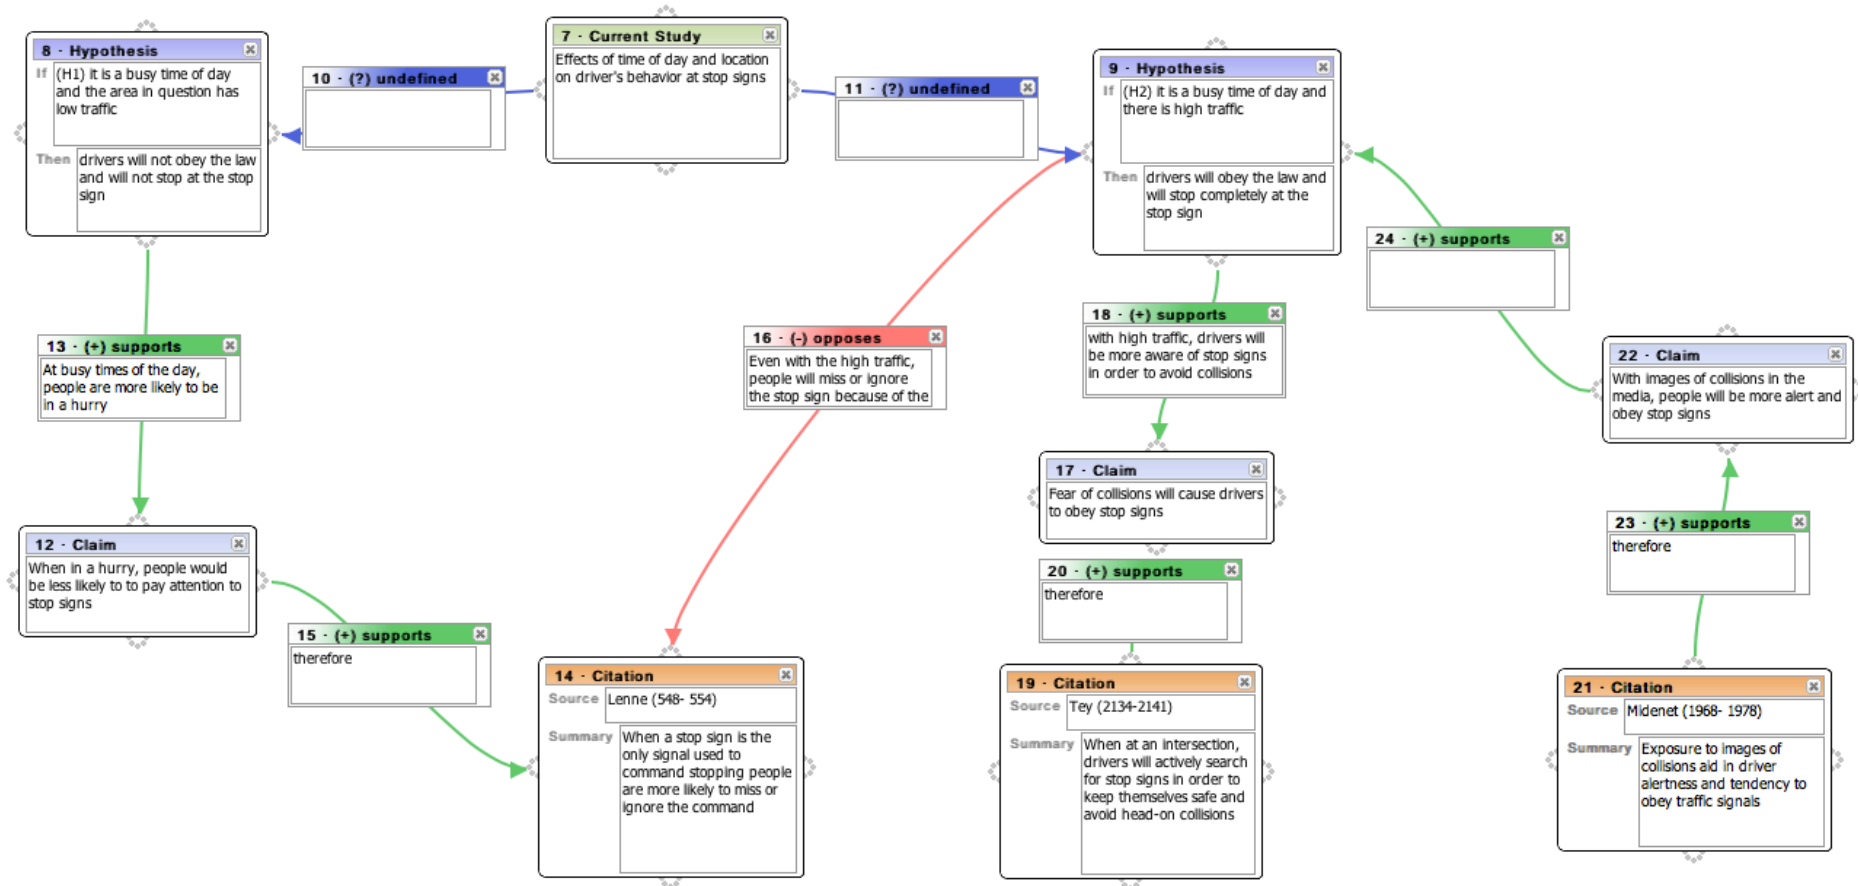 8 - Hypothesis
If
(H1) it is a busy time of day
and the area in question has
low traffic
Then
drivers will not obey the law
and will not stop at the stop
sign
10 - (?) undefined
7 - Current Study
Effects of time of day and location
on driver's behavior at stop signs
11 - (?) undefined
9 - Hypothesis
If
(H2) it is a busy time of day and
there is high traffic
Then
drivers will obey the law and
will stop completely at the
stop sign
24 - (+) supports
13 - (+) supports
At busy times of the day,
people are more likely to be
in a hurry
16 - (-) opposes
Even with the high traffic,
people will miss or ignore
the stop sign because of the
18 - (+) supports
with high traffic, drivers will
be more aware of stop signs
in order to avoid collisions
22 - Claim
With images of collisions in the
media, people will be more alert and
obey stop signs
17 - Claim
Fear of collisions will cause drivers
to obey stop signs
12 - Claim
When in a hurry, people would
be less likely to to pay attention to
stop signs
20 - (+) supports
therefore
23 - (+) supports
therefore
15 - (+) supports
therefore
14 - Citation
Source
Lenne (548- 554)
Summary
When a stop sign is the
only signal used to
command stopping people
are more likely to miss or
ignore the command
19 - Citation
Source
Tey (2134-2141)
Summary
When at an intersection,
drivers will actively search
for stop signs in order to
keep themselves safe and
avoid head-on collisions
21 - Citation
Source
Midenet (1968- 1978)
Summary
Exposure to images of
collisions aid in driver
alertness and tendency to
obey traffic signals